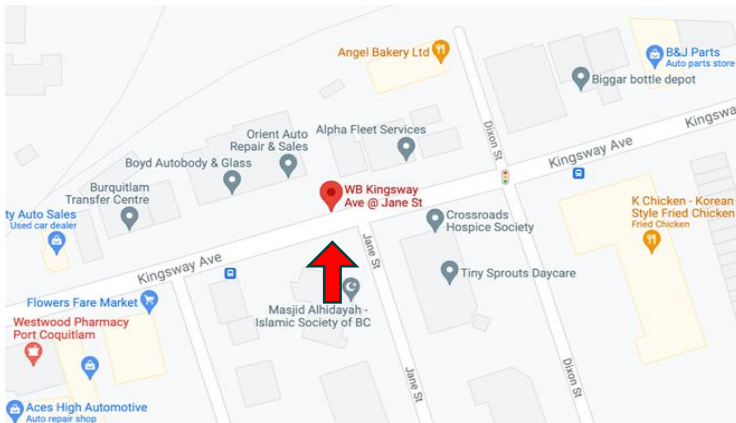 Angel Bakery Ltd
B&J Parts
Auto parts store
Biggar bottle depot
Kingswa
Orient Auto
Repair & Sales
Alpha Fleet Services
Dixon St
Kingsway Ave
Boyd Autobody & Glass
Burquitlam
Transfer Centre
WB Kingsway
Ave @ Jane St
K Chicken - Korean
Style Fried Chicken
Fried Chicken
ty Auto Sales
Used car dealer
Crossroads
Hospice Society
Jane St
Kingsway Ave
Tiny Sprouts Daycare
Flowers Fare Market
Masjid Alhidayah -
Islamic Society of BC
Westwood Pharmacy
Port Coquitlam
Jane St
Dixon St
Aces High Automotive
Auto repair shop